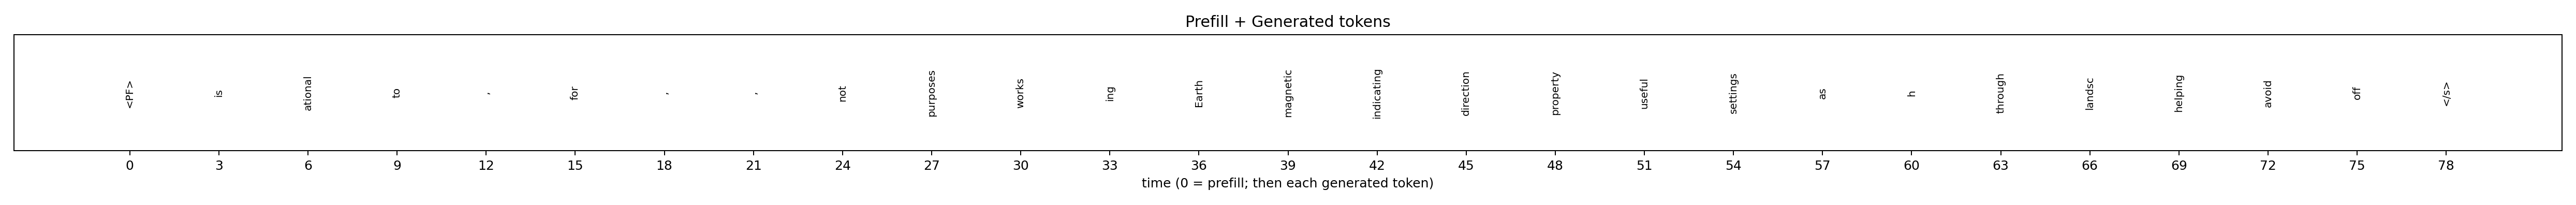 Prefill + Generated tokens
<PF> is ational to , for , , not purposes works ing Earth magnetic indicating direction property useful settings as h through landsc helping avoid off </s>
0 3 6 9 12 15 18 21 24 27 30 33 36 39 42 45 48 51 54 57 60 63 66 69 72 75 78
time (0 = prefill; then each generated token)